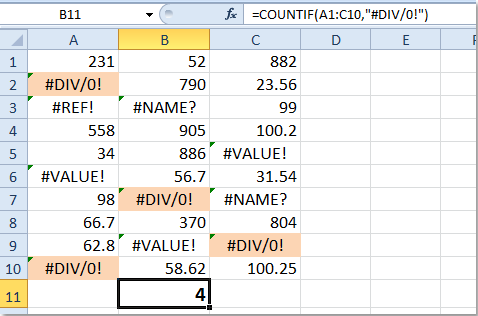 B11 fx =COUNTIF(A1:C10,"#DIV/0!")
A B C D E F
1 231 52 882
2 #DIV/0! 790 23.56
3 #REF! #NAME? 99
4 558 905 100.2
5 34 886 #VALUE!
6 #VALUE! 56.7 31.54
7 98 #DIV/0! #NAME?
8 66.7 370 804
9 62.8 #VALUE! #DIV/0!
10 #DIV/0! 58.62 100.25
11 4